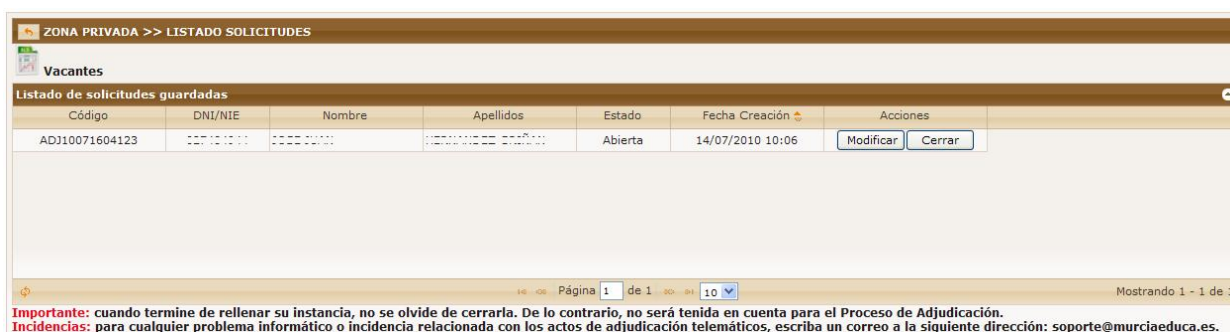 ZONA PRIVADA >> LISTADO SOLICITUDES
Vacantes
Listado de solicitudes guardadas
Código DNI/NIE Nombre Apellidos Estado Fecha Creación Acciones
ADJ10071604123 Abierta 14/07/2010 10:06 Modificar Cerrar
Página 1 de 1 10 Mostrando 1 - 1 de
Importante: cuando termine de rellenar su instancia, no se olvide de cerrarla. De lo contrario, no será tenida en cuenta para el Proceso de Adjudicación.
Incidencias: para cualquier problema informático o incidencia relacionada con los actos de adjudicación telemáticos, escriba un correo a la siguiente dirección: soporte@murciaeduca.es.